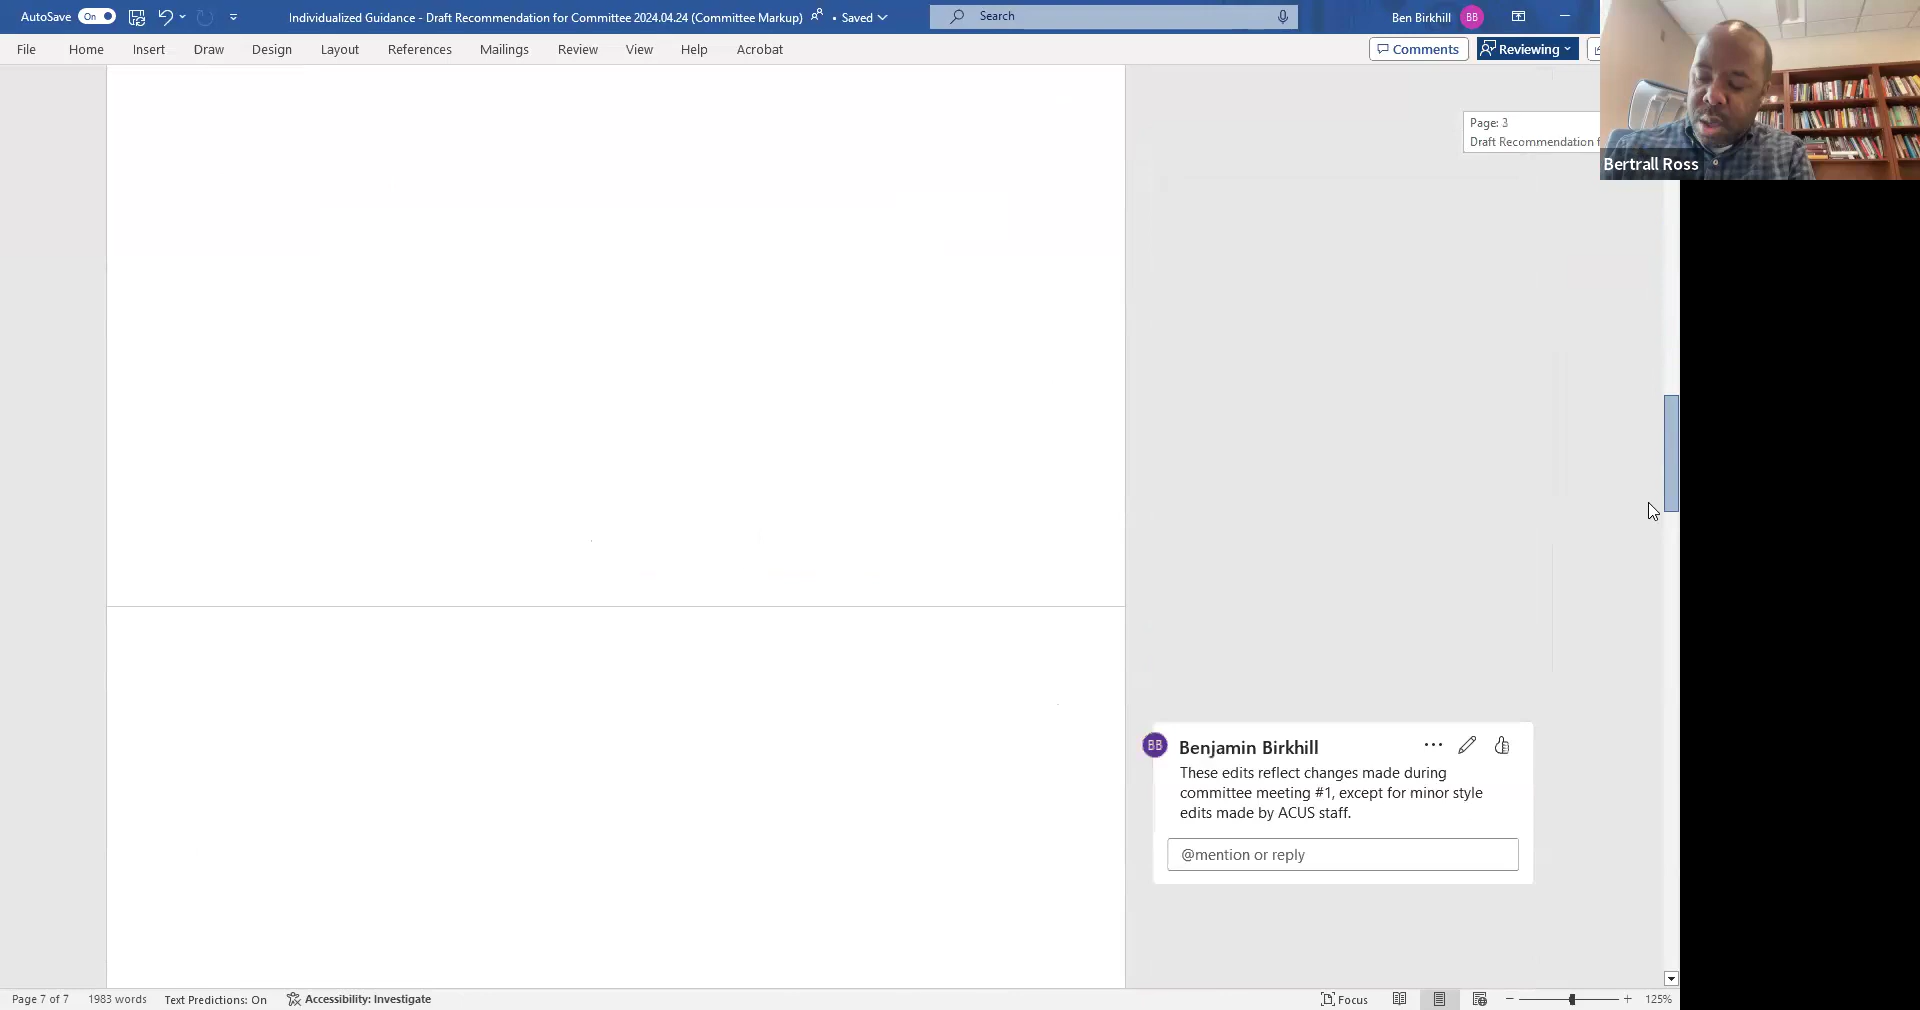 AutoSave On Individualized Guidance - Draft Recommendation for Committee 2024.04.24 (Committee Markup) • Saved Search Ben Birkhill BB
File Home Insert Draw Design Layout References Mailings Review View Help Acrobat Comments Reviewing
Page: 3
Draft Recommendation f
Bertrall Ross
BB Benjamin Birkhill
These edits reflect changes made during
committee meeting #1, except for minor style
edits made by ACUS staff.
@mention or reply
Page 7 of 7 1983 words Text Predictions: On Accessibility: Investigate Focus 125%